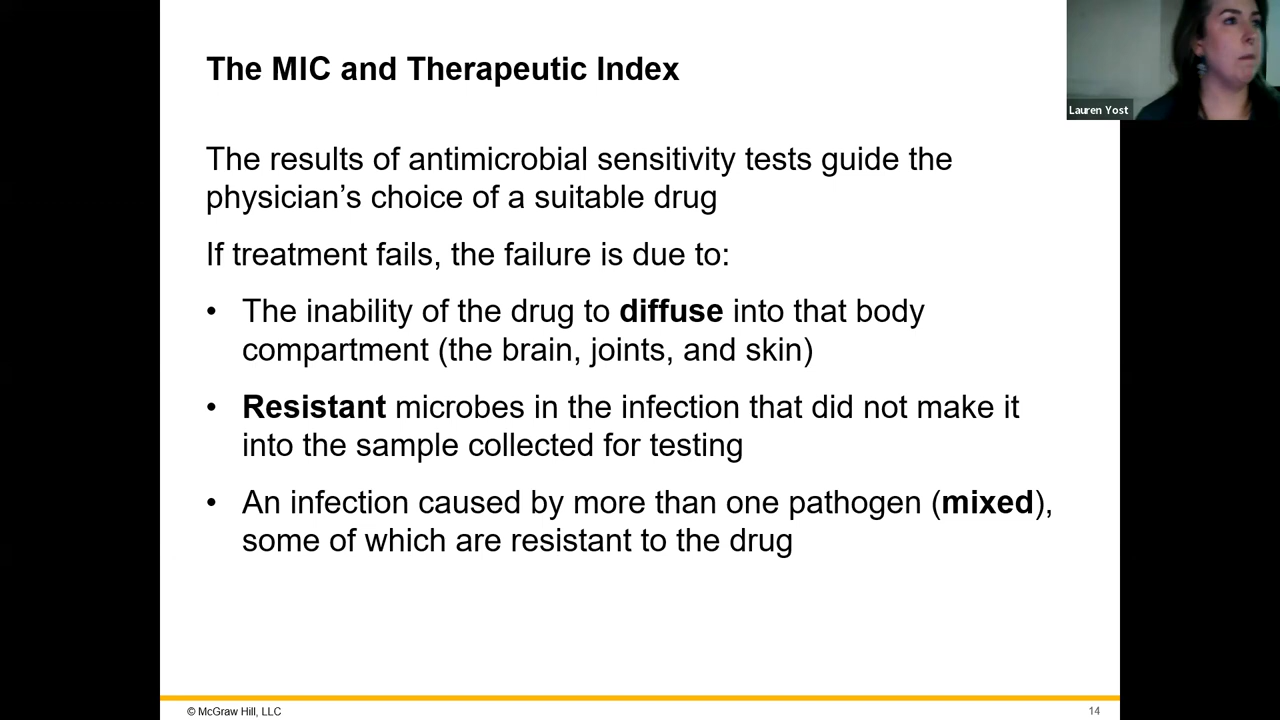 The MIC and Therapeutic Index
Lauren Yost
The results of antimicrobial sensitivity tests guide the
physician’s choice of a suitable drug
If treatment fails, the failure is due to:
• The inability of the drug to diffuse into that body
compartment (the brain, joints, and skin)
• Resistant microbes in the infection that did not make it
into the sample collected for testing
• An infection caused by more than one pathogen (mixed),
some of which are resistant to the drug
© McGraw Hill, LLC
14